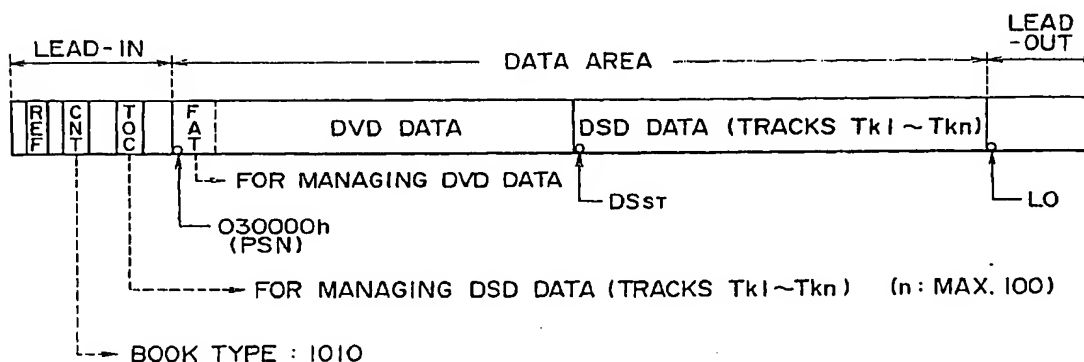 LEAD-IN
DATA AREA
LEAD
-OUT
REF
CNT
TOC
FAT
DVD DATA
DSD DATA (TRACKS Tk1~Tkn)
FOR MANAGING DVD DATA
DSST
LO
030000h
(PSN)
FOR MANAGING DSD DATA (TRACKS Tk1~Tkn) (n: MAX. 100)
BOOK TYPE : 1010